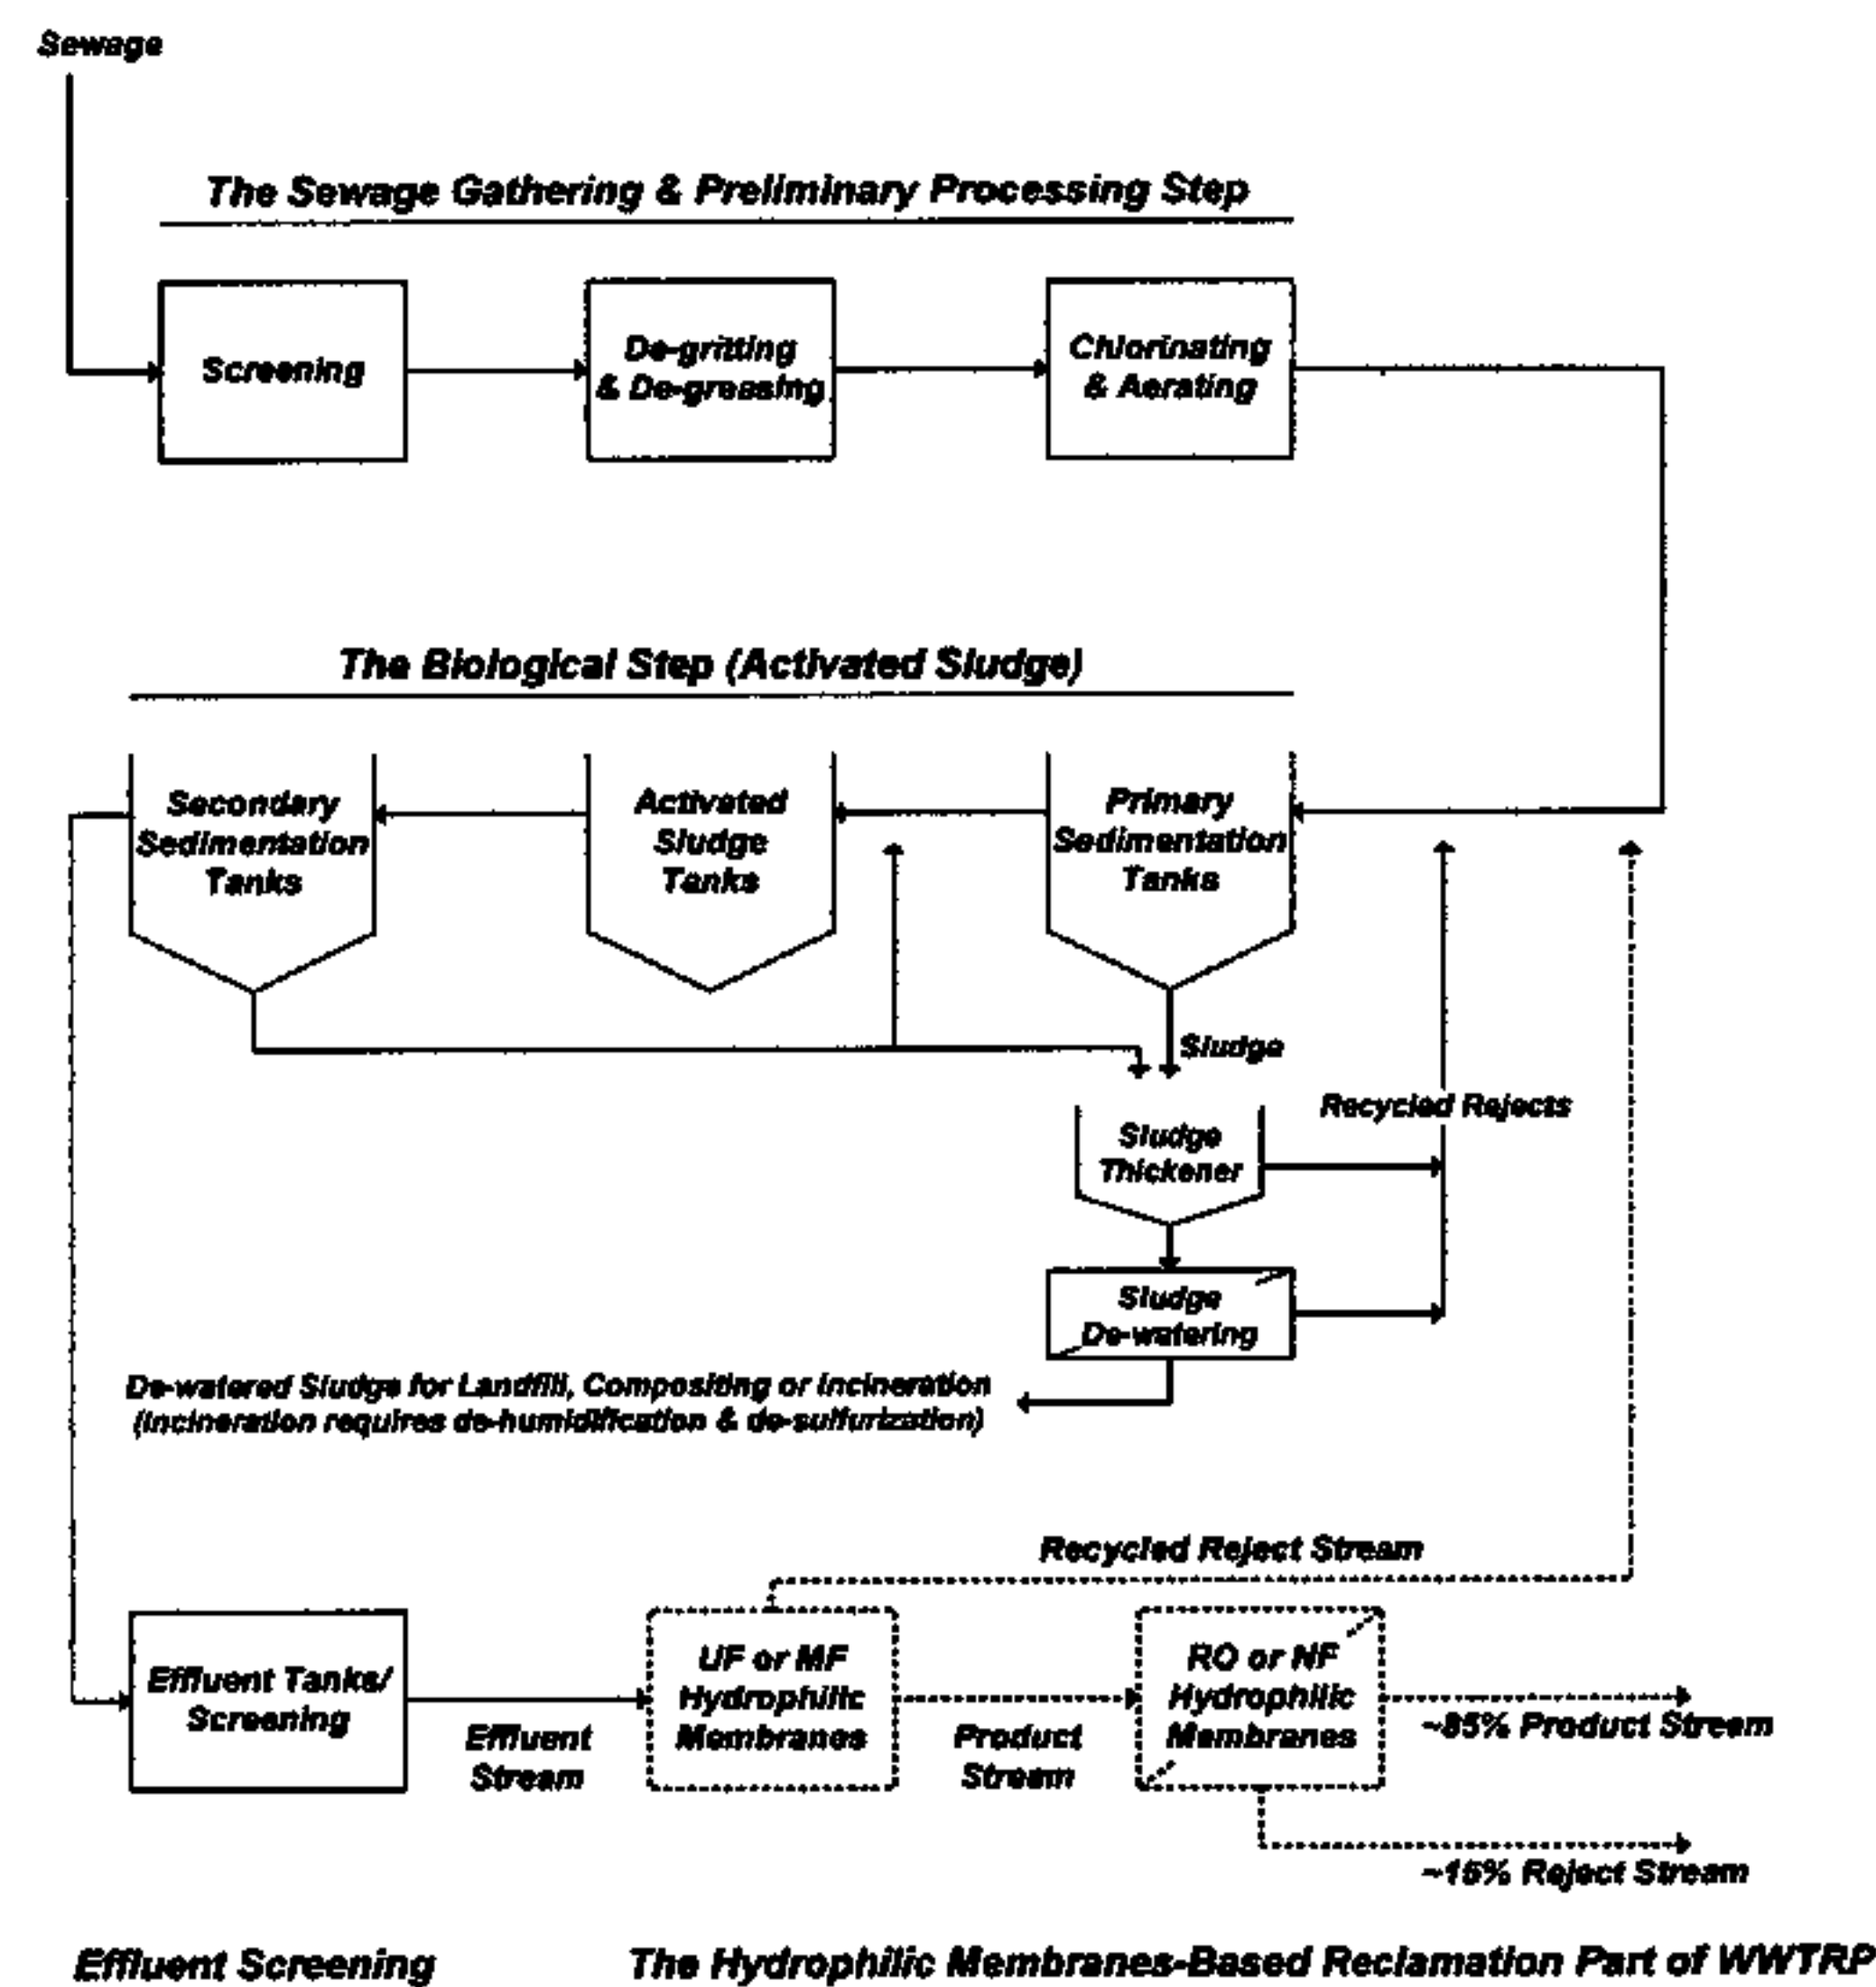 Sewage
The Sewage Gathering & Preliminary Processing Step
Screening
De-gritting
& De-greasing
Chlorinating
& Aerating
The Biological Step (Activated Sludge)
Secondary
Sedimentation
Tanks
Activated
Sludge
Tanks
Primary
Sedimentation
Tanks
Sludge
Recycled Rejects
Sludge
Thickener
Sludge
De-watering
De-watered Sludge for Landfill, Compositing or Incineration
(Incineration requires de-humidification & de-sulfurization)
Recycled Reject Stream
Effluent Tanks/
Screening
Effluent
Stream
UF or MF
Hydrophilic
Membranes
Product
Stream
RO or NF
Hydrophilic
Membranes
~85% Product Stream
~15% Reject Stream
Effluent Screening
The Hydrophilic Membranes-Based Reclamation Part of WWTRP